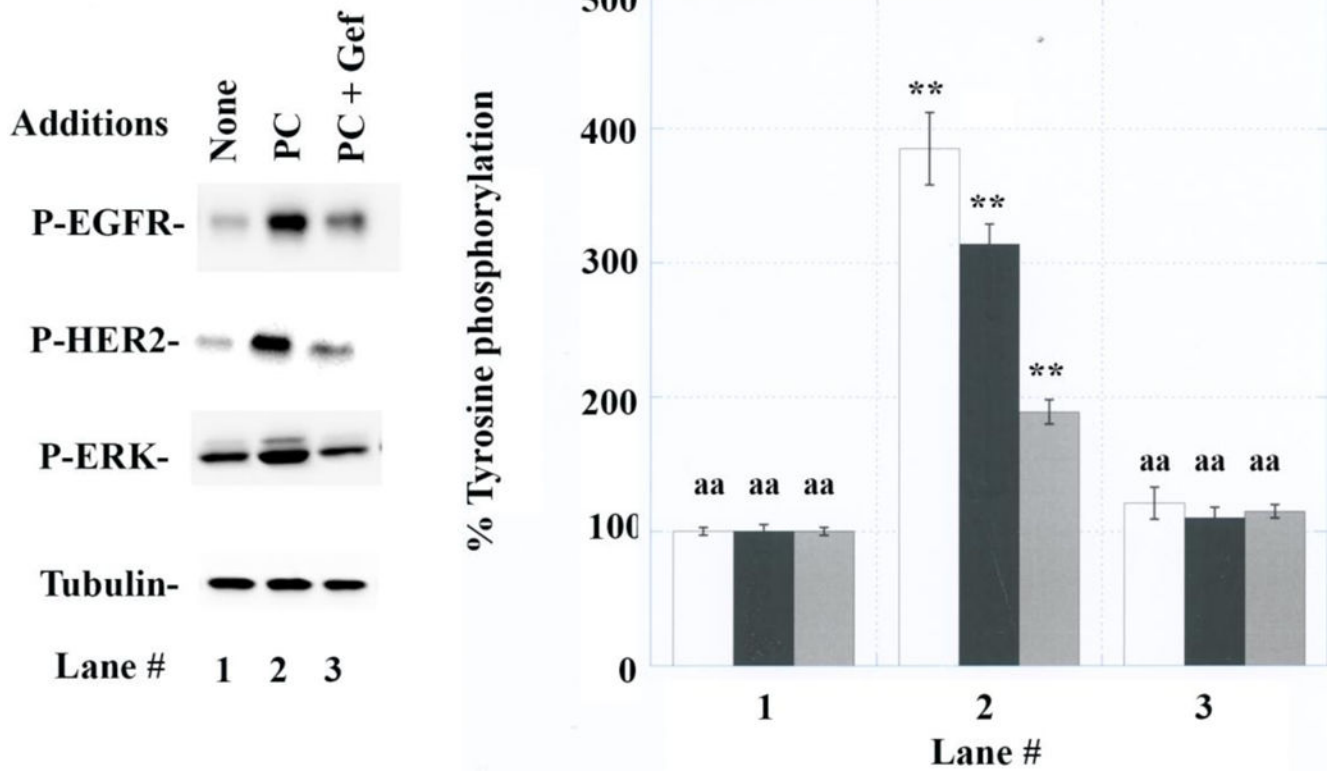 Additions
None
PC
PC + Gef
P-EGFR-
P-HER2-
P-ERK-
Tubulin-
Lane # 1 2 3
% Tyrosine phosphorylation
500
400
300
200
100
0
**
**
**
aa aa aa
aa aa aa
1 2 3
Lane #